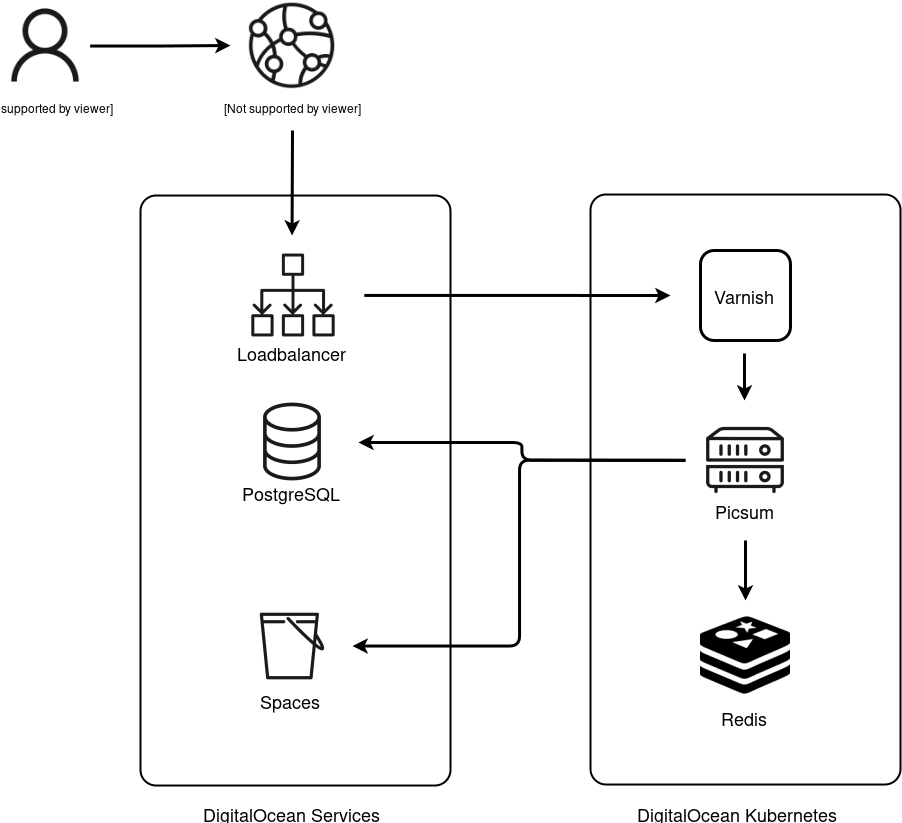 supported by viewer]
[Not supported by viewer]
Loadbalancer
Varnish
PostgreSQL
Picsum
Spaces
Redis
DigitalOcean Services
DigitalOcean Kubernetes